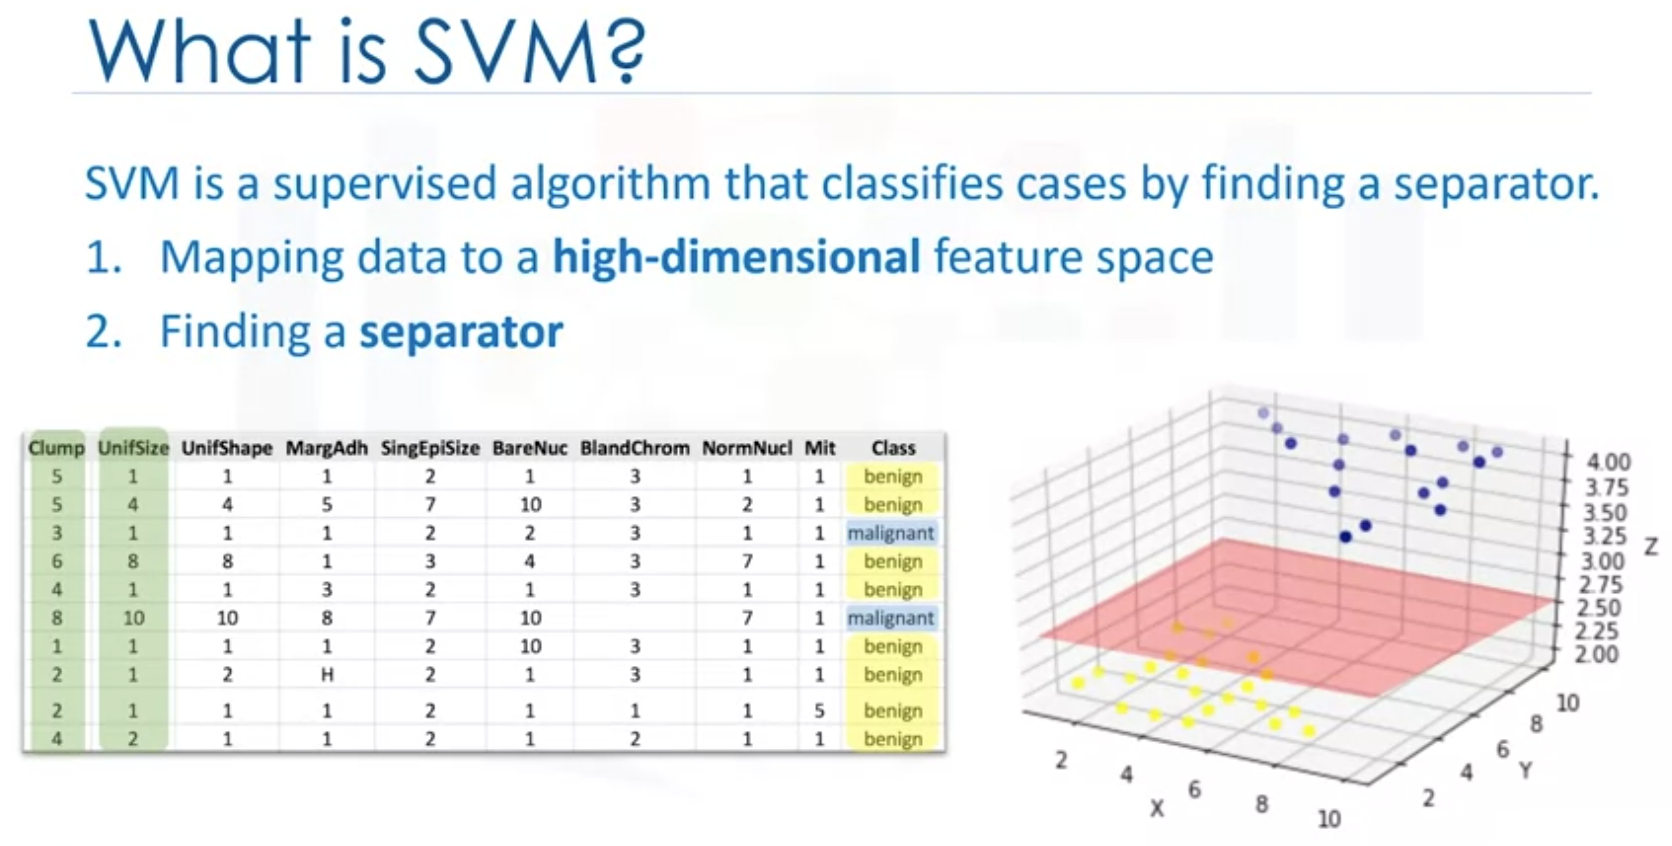 What is SVM?
SVM is a supervised algorithm that classifies cases by finding a separator.
1. Mapping data to a high-dimensional feature space
2. Finding a separator
Clump UnifSize UnifShape MargAdh SingEpiSize BareNuc BlandChrom NormNucl Mit Class
5 1 1 1 2 1 3 1 1 benign
5 4 4 5 7 10 3 2 1 benign
3 1 1 1 2 2 3 1 1 malignant
6 8 8 1 3 4 3 7 1 benign
4 1 1 3 2 1 3 1 1 benign
8 10 10 8 7 10 7 1 malignant
1 1 1 1 2 10 3 1 1 benign
2 1 2 H 2 1 3 1 1 benign
2 1 1 1 2 1 1 1 5 benign
4 2 1 1 2 1 2 1 1 benign
4.00
3.75
3.50
3.25
3.00
2.75
2.50
2.25
2.00
Z
2 4 6 8 10
X
2 4 6 8 10
Y